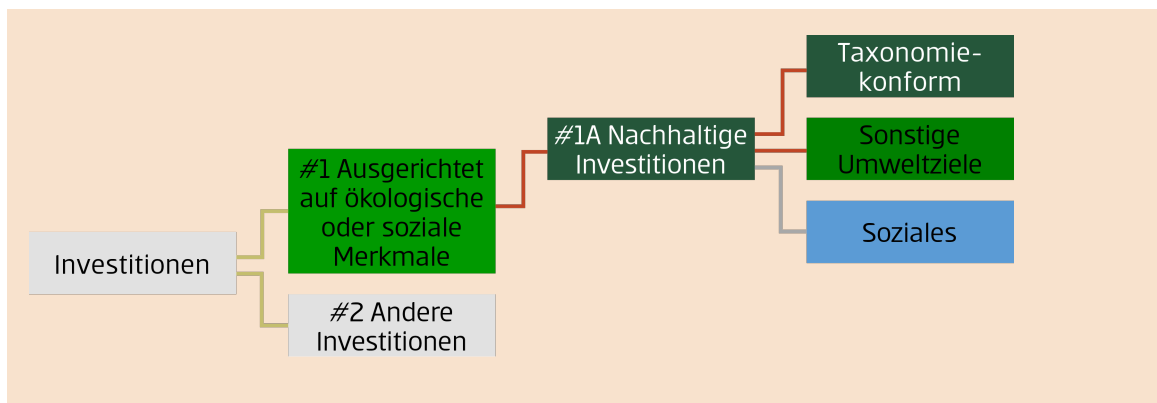 Investitionen
#1 Ausgerichtet
auf ökologische
oder soziale
Merkmale
#2 Andere
Investitionen
#1A Nachhaltige
Investitionen
Taxonomie-
konform
Sonstige
Umweltziele
Soziales